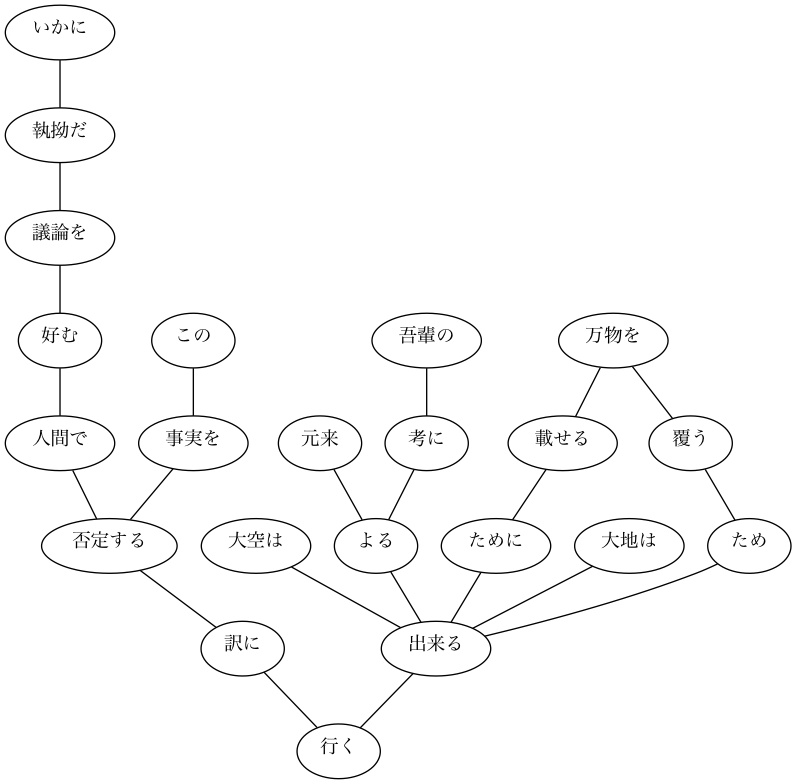 いかに
執拗だ
議論を
好む
この
吾輩の
万物を
人間で
事実を
元来
考に
載せる
覆う
否定する
大空は
よる
ために
大地は
ため
訳に
出来る
行く